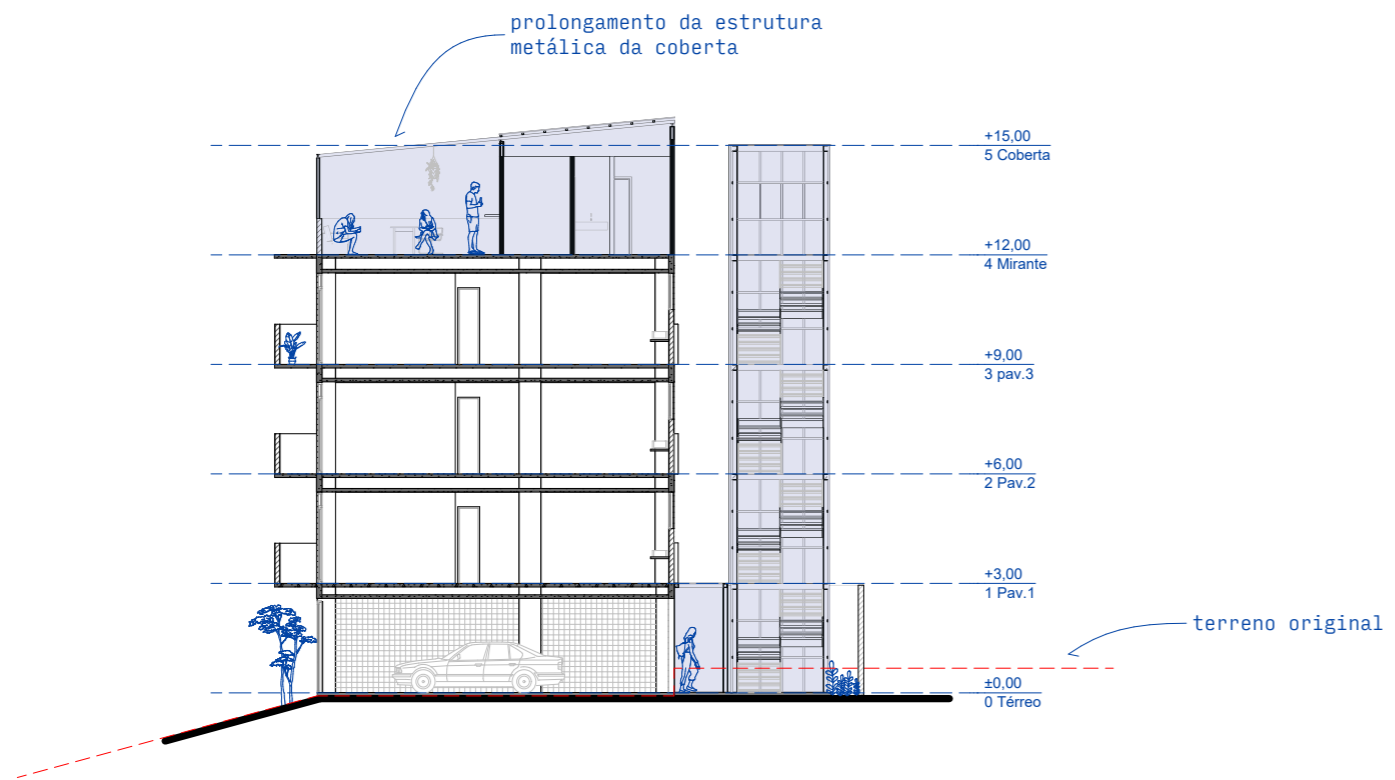 prolongamento da estrutura
metálica da coberta
+15,00
5 Coberta
+12,00
4 Mirante
+9,00
3 pav.3
+6,00
2 Pav.2
+3,00
1 Pav.1
terreno original
±0,00
0 Térreo